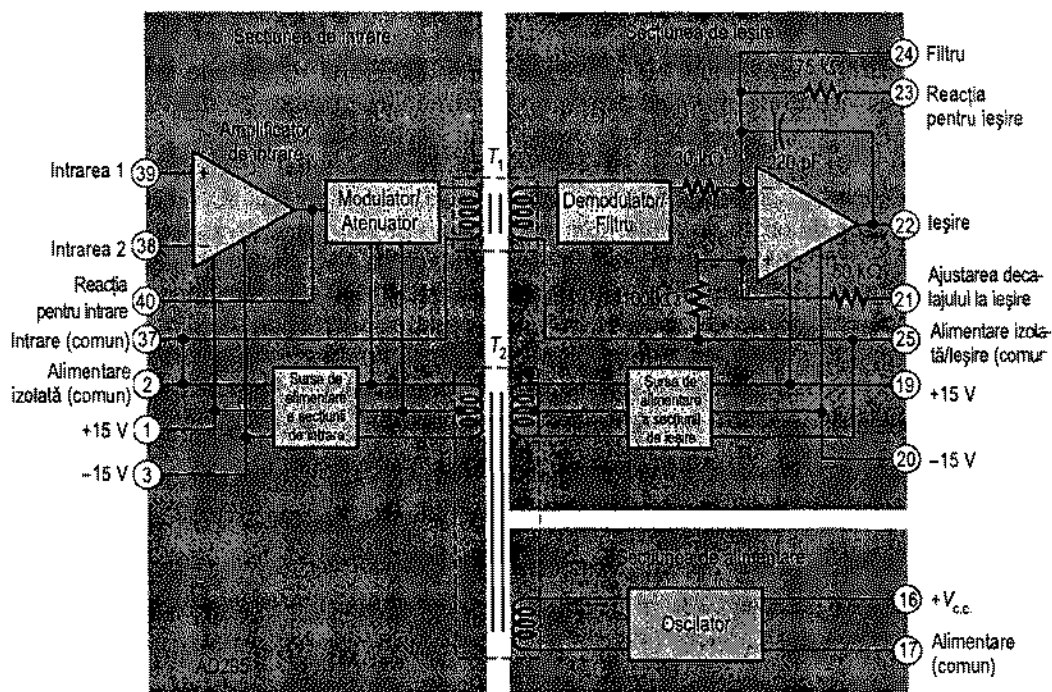 Secțiunea de intrare
Secțiunea de ieșire
Amplificator
de intrare
Intrarea 1
39
Intrarea 2
38
Reacția
pentru intrare
40
Intrare (comun)
37
Alimentare
izolată (comun)
2
+15 V
1
−15 V
3
Modulator/
Atenuator
Sursa de
alimentare
a secțiunii
de intrare
T1
T2
Demodulator/
Filtru
Sursa de
alimentare
a secțiunii
de ieșire
75 kΩ
220 pF
50 kΩ
24
Filtru
23
Reacția
pentru ieșire
22
Ieșire
21
Ajustarea deca-
lajului la ieșire
25
Alimentare izola-
tă/Ieșire (comun
19
+15 V
20
−15 V
Secțiunea de alimentare
Oscilator
16
+Vc.c.
17
Alimentare
(comun)